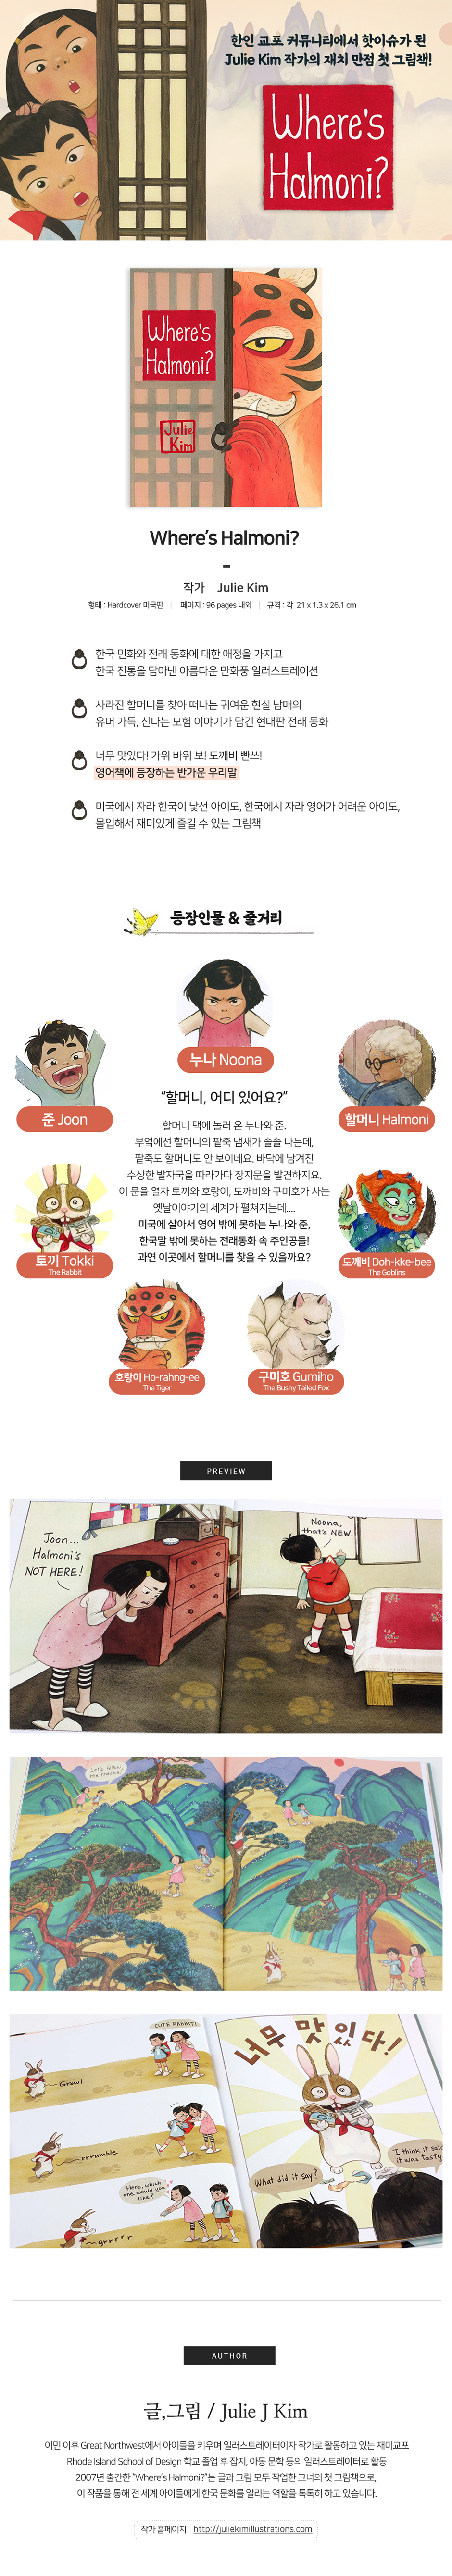 한인 교포 커뮤니티에서 핫이슈가 된
Julie Kim 작가의 재치 만점 첫 그림책!
Where's
Halmoni?
Where's
Halmoni?
Julie
Kim
Where's Halmoni?
작가 Julie Kim
형태 : Hardcover 미국판 | 페이지 : 96 pages 내외 | 규격 : 각 21 x 1.3 x 26.1 cm
한국 민화와 전래 동화에 대한 애정을 가지고
한국 전통을 담아낸 아름다운 만화풍 일러스트레이션
사라진 할머니를 찾아 떠나는 귀여운 현실 남매의
유머 가득, 신나는 모험 이야기가 담긴 현대판 전래 동화
너무 맛있다! 가위 바위 보! 도깨비 빤쓰!
영어책에 등장하는 반가운 우리말
미국에서 자라 한국이 낯선 아이도, 한국에서 자라 영어가 어려운 아이도,
몰입해서 재미있게 즐길 수 있는 그림책
등장인물 & 줄거리
누나 Noona
준 Joon
할머니 Halmoni
“할머니, 어디 있어요?”
할머니 댁에 놀러 온 누나와 준.
부엌에선 할머니의 팥죽 냄새가 솔솔 나는데,
팥죽도 할머니도 안 보이네요. 바닥에 남겨진
수상한 발자국을 따라가다 장지문을 발견하지요.
이 문을 열자 토끼와 호랑이, 도깨비와 구미호가 사는
옛날이야기의 세계가 펼쳐지는데....
미국에 살아서 영어 밖에 못하는 누나와 준,
한국말 밖에 못하는 전래동화 속 주인공들!
과연 이곳에서 할머니를 찾을 수 있을까요?
토끼 Tokki
The Rabbit
도깨비 Doh-kke-bee
The Goblins
호랑이 Ho-rahng-ee
The Tiger
구미호 Gumiho
The Bushy Tailed Fox
PREVIEW
Joon...
Halmoni's
NOT HERE!
Noona,
that's NEW.
Let's follow
the tracks!
CUTE RABBIT!
Grawl
rrrumble
Here, which
one would you
like?
grrrrr
너무 맛있다!
What did it say?
I think it said
it was tasty
AUTHOR
글,그림 / Julie J Kim
이민 이후 Great Northwest에서 아이들을 키우며 일러스트레이터이자 작가로 활동하고 있는 재미교포
Rhode Island School of Design 학교 졸업 후 잡지, 아동 문학 등의 일러스트레이터로 활동
2007년 출간한 “Where's Halmoni?”는 글과 그림 모두 작업한 그녀의 첫 그림책으로,
이 작품을 통해 전 세계 아이들에게 한국 문화를 알리는 역할을 톡톡히 하고 있습니다.
작가 홈페이지 http://juliekimillustrations.com